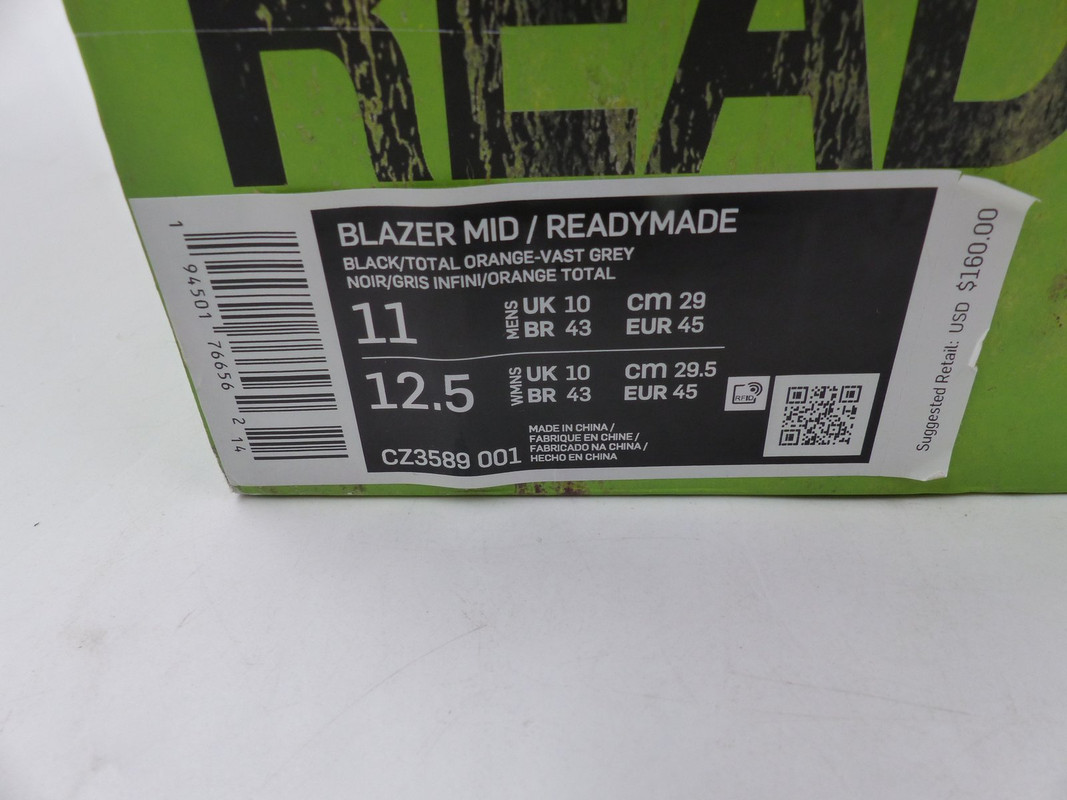 READ
BLAZER MID / READYMADE
BLACK/TOTAL ORANGE-VAST GREY
NOIR/GRIS INFINI/ORANGE TOTAL
11
MENS
UK 10 cm 29
BR 43 EUR 45
12.5
WMNS
UK 10 cm 29.5
BR 43 EUR 45
RFID
CZ3589 001
MADE IN CHINA /
FABRIQUE EN CHINE /
FABRICADO NA CHINA /
HECHO EN CHINA
1 94501 76656 2 14
Suggested Retail: USD $160.00